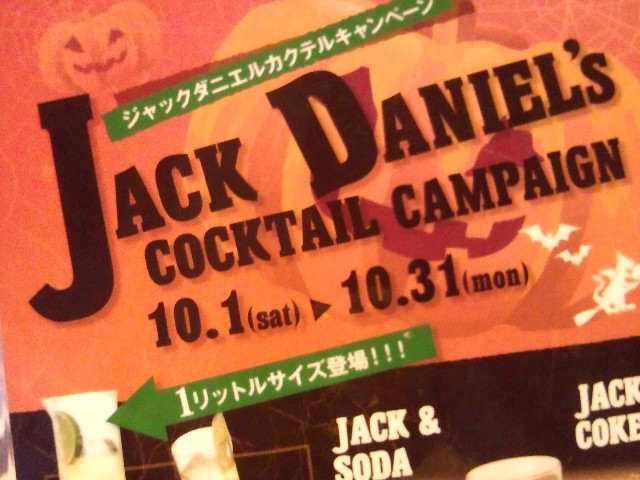 ジャックダニエルカクテルキャンペーン
JACK DANIEL'S
COCKTAIL CAMPAIGN
10.1(sat) ▶ 10.31(mon)
1リットルサイズ登場!!!
JACK &
SODA
JACK
COKE